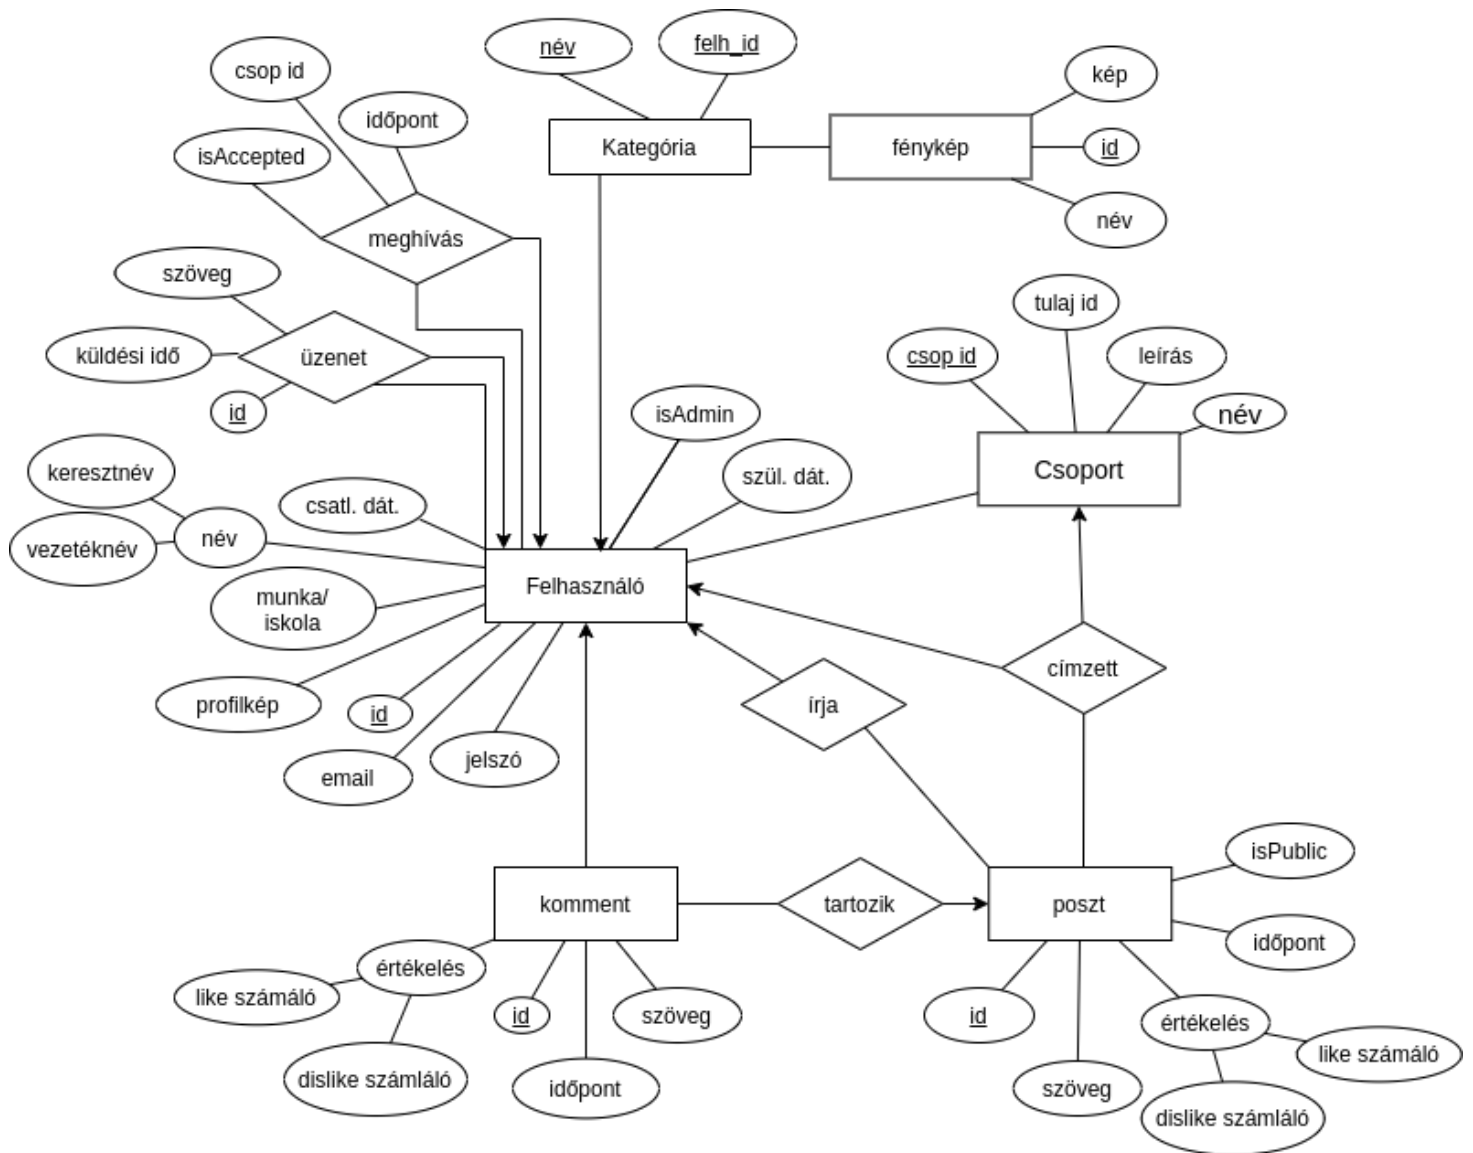 név
felh_id
csop id
kép
időpont
isAccepted
Kategória
fénykép
id
név
meghívás
szöveg
tulaj id
küldési idő
üzenet
csop id
leírás
id
isAdmin
név
keresztnév
Csoport
szül. dát.
csatl. dát.
vezetéknév
név
Felhasználó
munka/
iskola
címzett
profilkép
id
írja
email
jelszó
isPublic
komment
tartozik
poszt
időpont
értékelés
like számáló
id
szöveg
id
értékelés
like számáló
dislike számláló
időpont
szöveg
dislike számláló